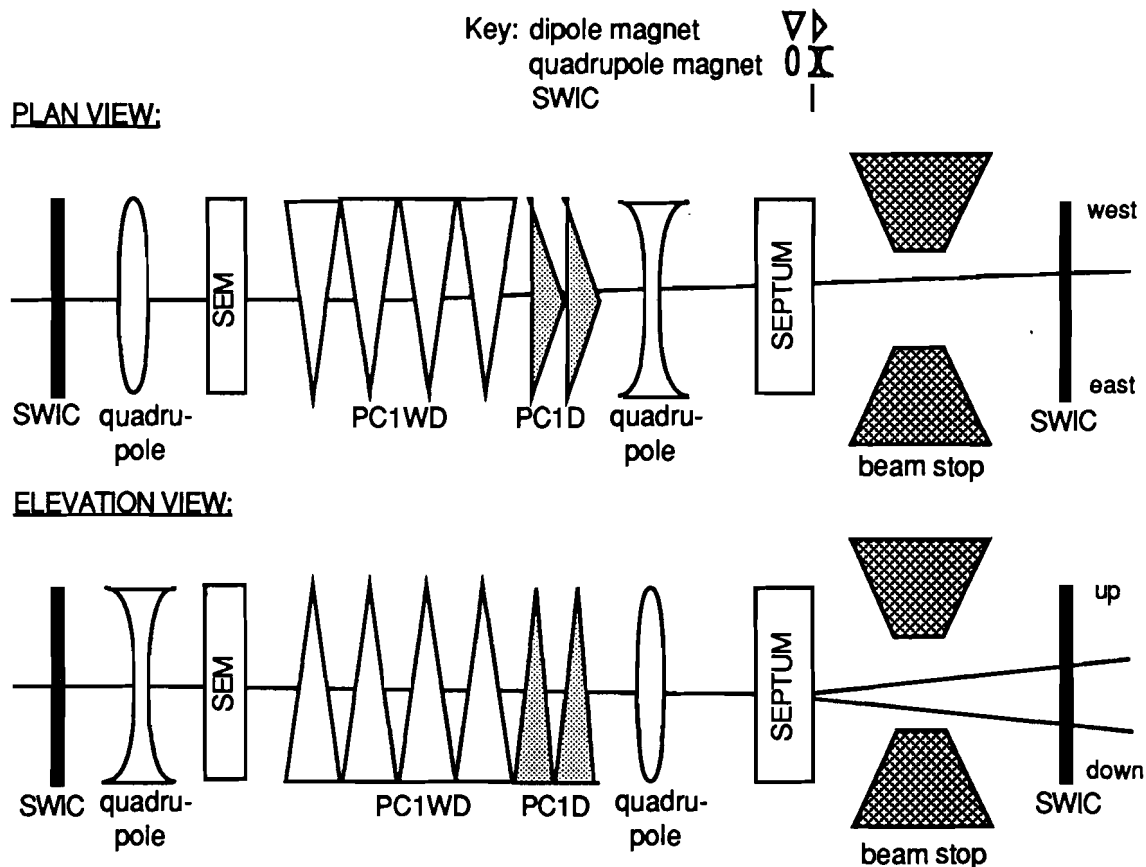 Key: dipole magnet
quadrupole magnet
SWIC
PLAN VIEW:
west
SEM
SEPTUM
east
SWIC
quadru-
pole
PC1WD
PC1D
quadru-
pole
beam stop
SWIC
ELEVATION VIEW:
up
SEM
SEPTUM
down
SWIC
quadru-
pole
PC1WD
PC1D
quadru-
pole
beam stop
SWIC